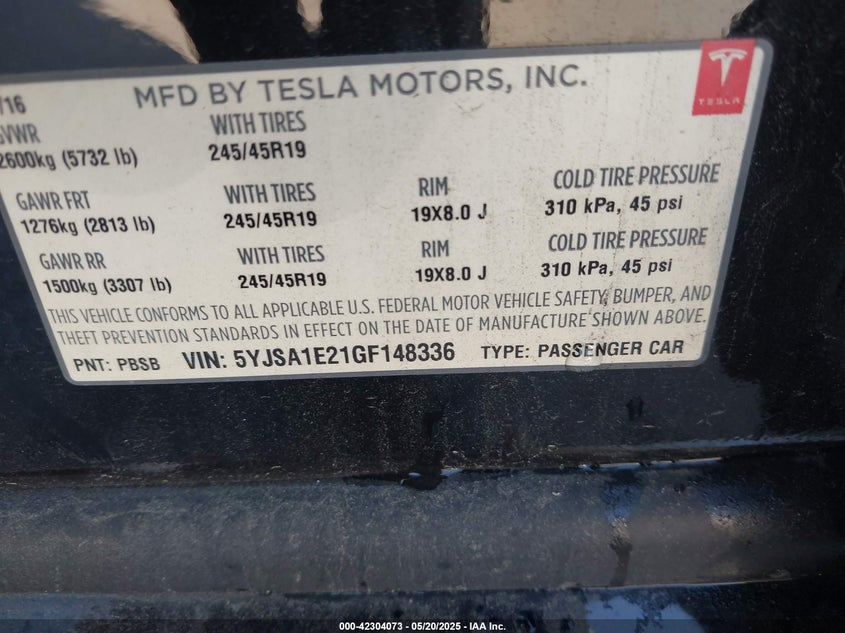 /16 MFD BY TESLA MOTORS, INC.
TESLA
GVWR WITH TIRES
2600kg (5732 lb) 245/45R19
GAWR FRT WITH TIRES RIM COLD TIRE PRESSURE
1276kg (2813 lb) 245/45R19 19X8.0 J 310 kPa, 45 psi
GAWR RR WITH TIRES RIM COLD TIRE PRESSURE
1500kg (3307 lb) 245/45R19 19X8.0 J 310 kPa, 45 psi
THIS VEHICLE CONFORMS TO ALL APPLICABLE U.S. FEDERAL MOTOR VEHICLE SAFETY, BUMPER, AND
THEFT PREVENTION STANDARDS IN EFFECT ON THE DATE OF MANUFACTURE SHOWN ABOVE.
PNT: PBSB VIN: 5YJSA1E21GF148336 TYPE: PASSENGER CAR
000-42304073 - 05/20/2025 - IAA Inc.